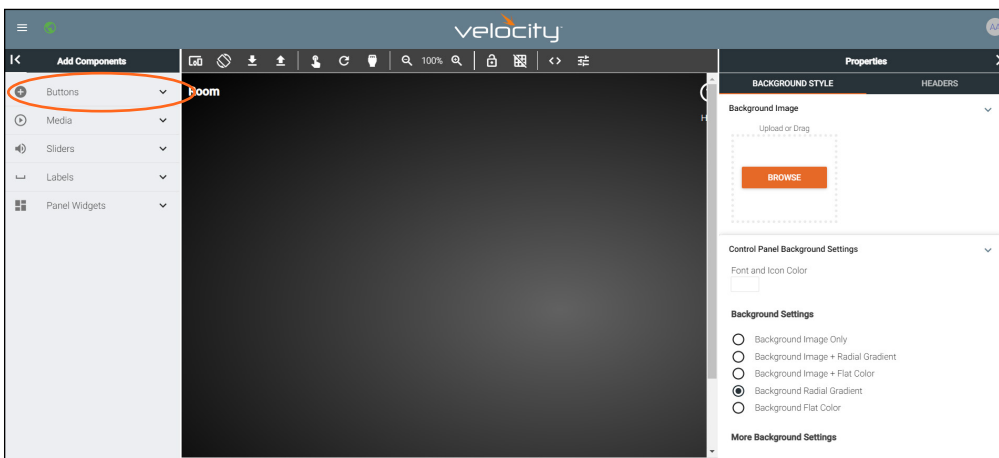 velocity
Add Components
100%
<>
Properties
Buttons
Media
Sliders
Labels
Panel Widgets
Room
H
BACKGROUND STYLE
HEADERS
Background Image
Upload or Drag
BROWSE
Control Panel Background Settings
Font and Icon Color
Background Settings
Background Image Only
Background Image + Radial Gradient
Background Image + Flat Color
Background Radial Gradient
Background Flat Color
More Background Settings